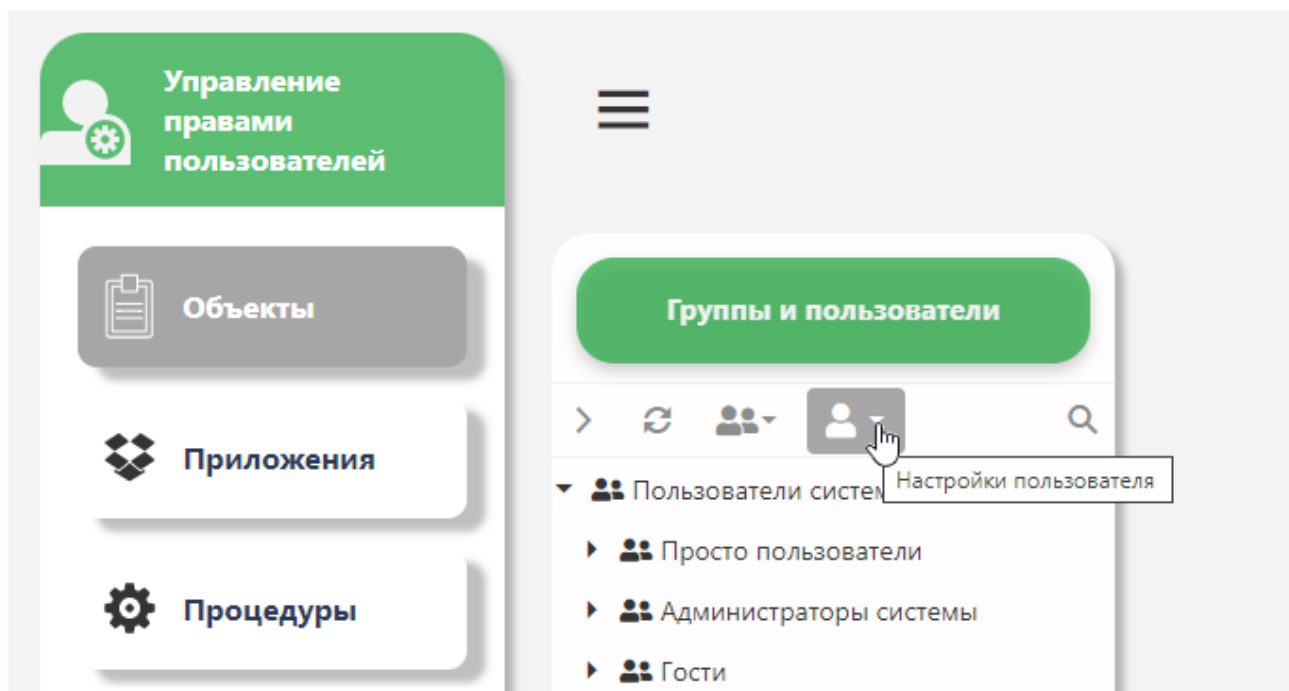 Управление
правами
пользователей
Объекты
Приложения
Процедуры
Группы и пользователи
Настройки пользователя
Пользователи систем
Просто пользователи
Администраторы системы
Гости